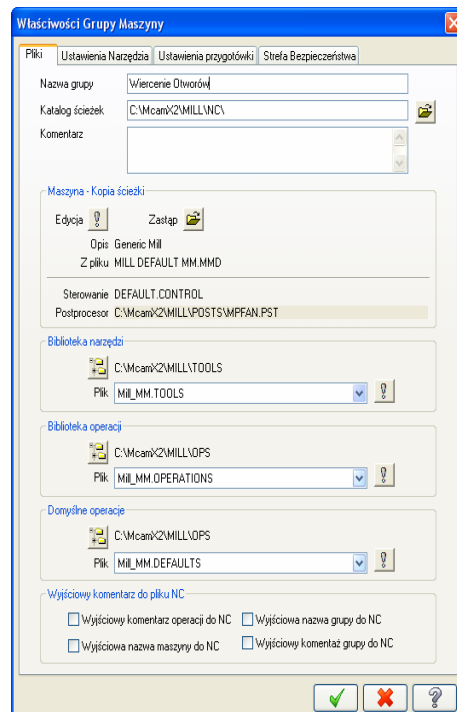 Właściwości Grupy Maszyny
Pliki Ustawienia Narzędzia Ustawienia przygotówki Strefa Bezpieczeństwa
Nazwa grupy Wiercenie Otworów
Katalog ścieżek C:\McamX2\MILL\NC\
Komentarz
Maszyna - Kopia ścieżki
Edycja Zastąp
Opis Generic Mill
Z pliku MILL DEFAULT MM.MMD
Sterowanie DEFAULT.CONTROL
Postprocesor C:\McamX2\MILL\POSTS\MPFAN.PST
Biblioteka narzędzi
C:\McamX2\MILL\TOOLS
Plik Mill_MM.TOOLS
Biblioteka operacji
C:\McamX2\MILL\OPS
Plik Mill_MM.OPERATIONS
Domyślne operacje
C:\McamX2\MILL\OPS
Plik Mill_MM.DEFAULTS
Wyjściowy komentarz do pliku NC
Wyjściowy komentarz operacji do NC Wyjściowa nazwa grupy do NC
Wyjściowa nazwa maszyny do NC Wyjściowy komentaż grupy do NC